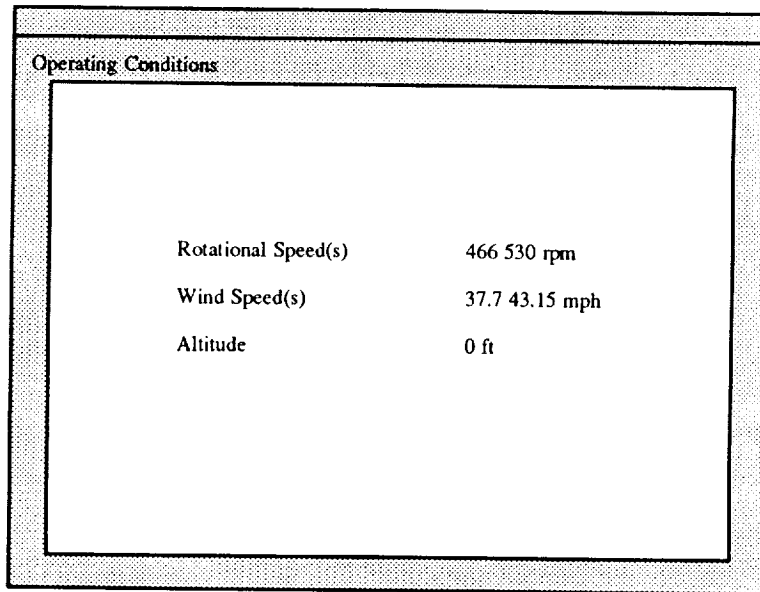 Operating Conditions
Rotational Speed(s) 466 530 rpm
Wind Speed(s) 37.7 43.15 mph
Altitude 0 ft